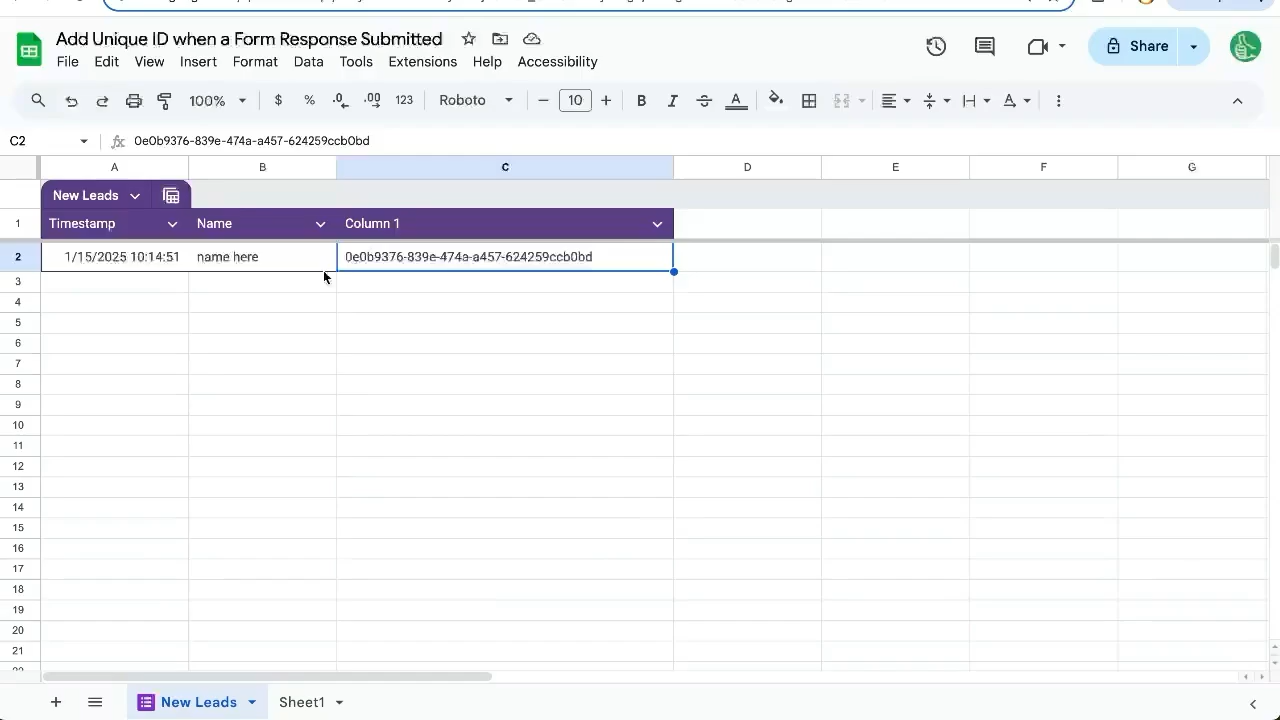 Add Unique ID when a Form Response Submitted
File Edit View Insert Format Data Tools Extensions Help Accessibility
Share
100% $ % .0 .00 123 Roboto − 10 + B I S A A
C2 fx 0e0b9376-839e-474a-a457-624259ccb0bd
A B C D E F G
New Leads
1 Timestamp Name Column 1
2 1/15/2025 10:14:51 name here 0e0b9376-839e-474a-a457-624259ccb0bd
3
4
5
6
7
8
9
10
11
12
13
14
15
16
17
18
19
20
21
+ New Leads Sheet1